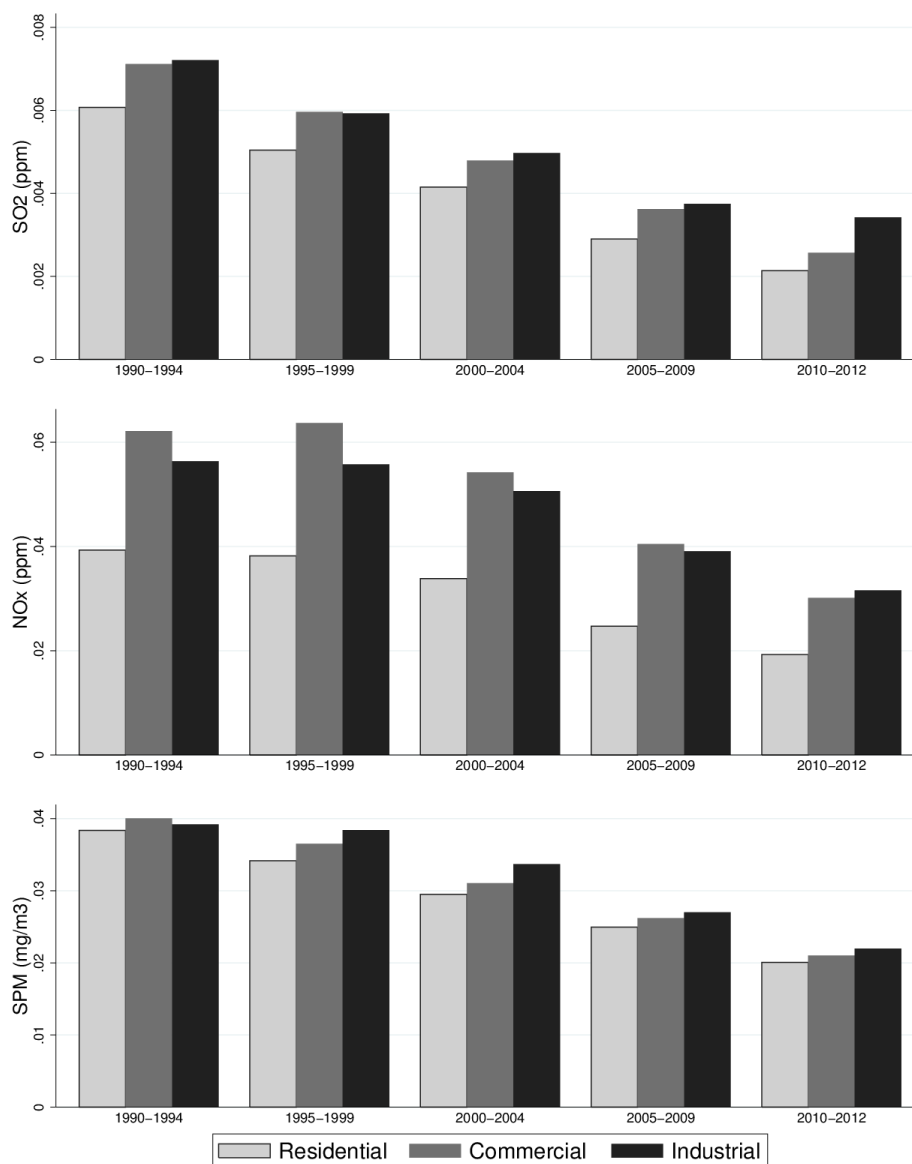 SO2 (ppm)
.008
.006
.004
.002
0
1990−1994 1995−1999 2000−2004 2005−2009 2010−2012
NOx (ppm)
.06
.04
.02
0
1990−1994 1995−1999 2000−2004 2005−2009 2010−2012
SPM (mg/m3)
.04
.03
.02
.01
0
1990−1994 1995−1999 2000−2004 2005−2009 2010−2012
Residential Commercial Industrial